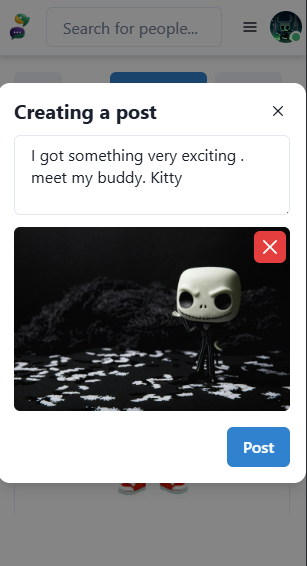 Search for people...
Creating a post
I got something very exciting .
meet my buddy. Kitty
Post